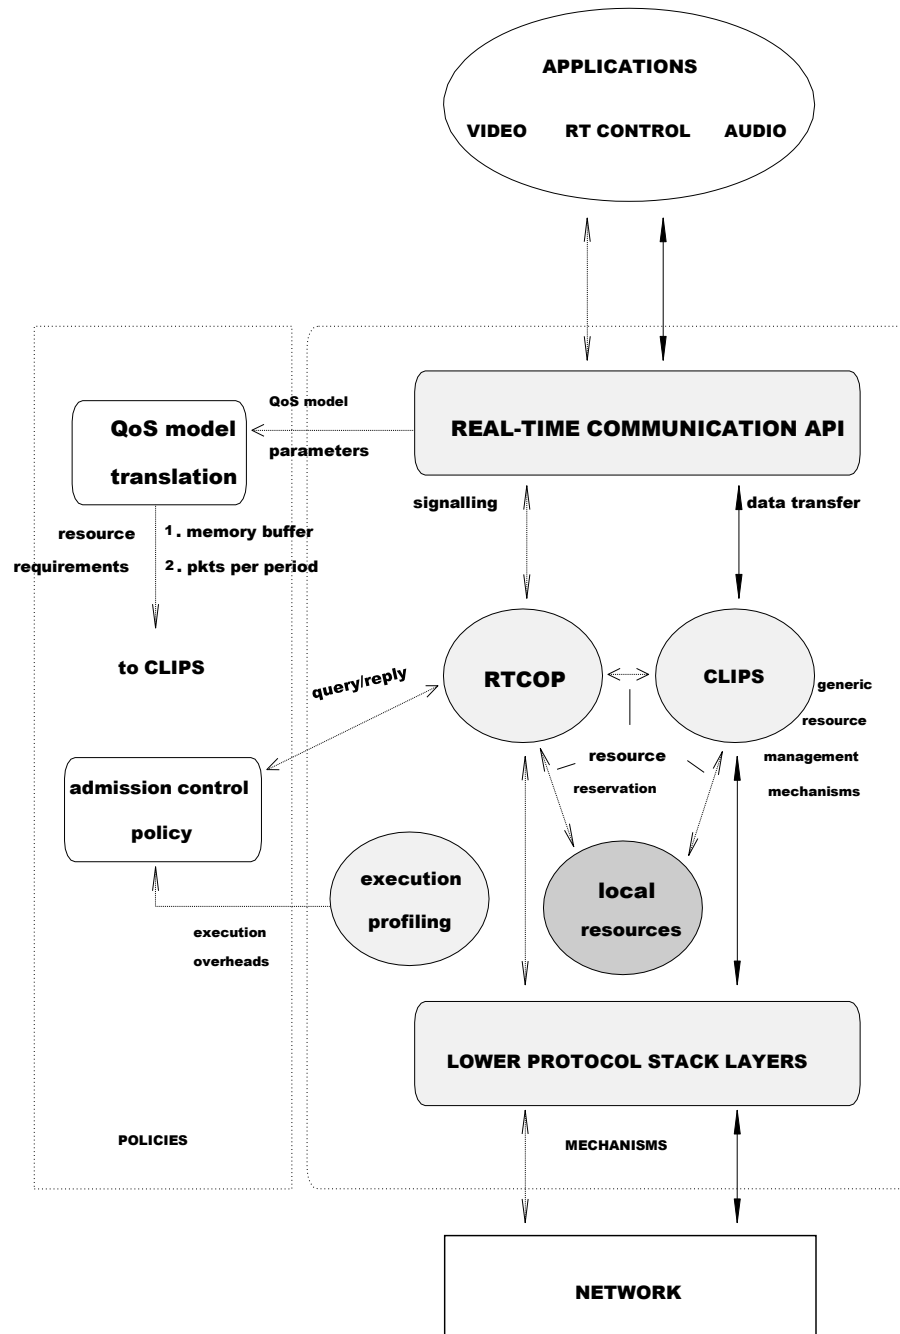 APPLICATIONS
VIDEO RT CONTROL AUDIO
QoS model
parameters
REAL-TIME COMMUNICATION API
QoS model
translation
signalling
data transfer
resource
requirements
1. memory buffer
2. pkts per period
to CLIPS
query/reply
RTCOP
CLIPS
generic
resource
management
mechanisms
resource
reservation
admission control
policy
execution
profiling
local
resources
execution
overheads
LOWER PROTOCOL STACK LAYERS
POLICIES
MECHANISMS
NETWORK